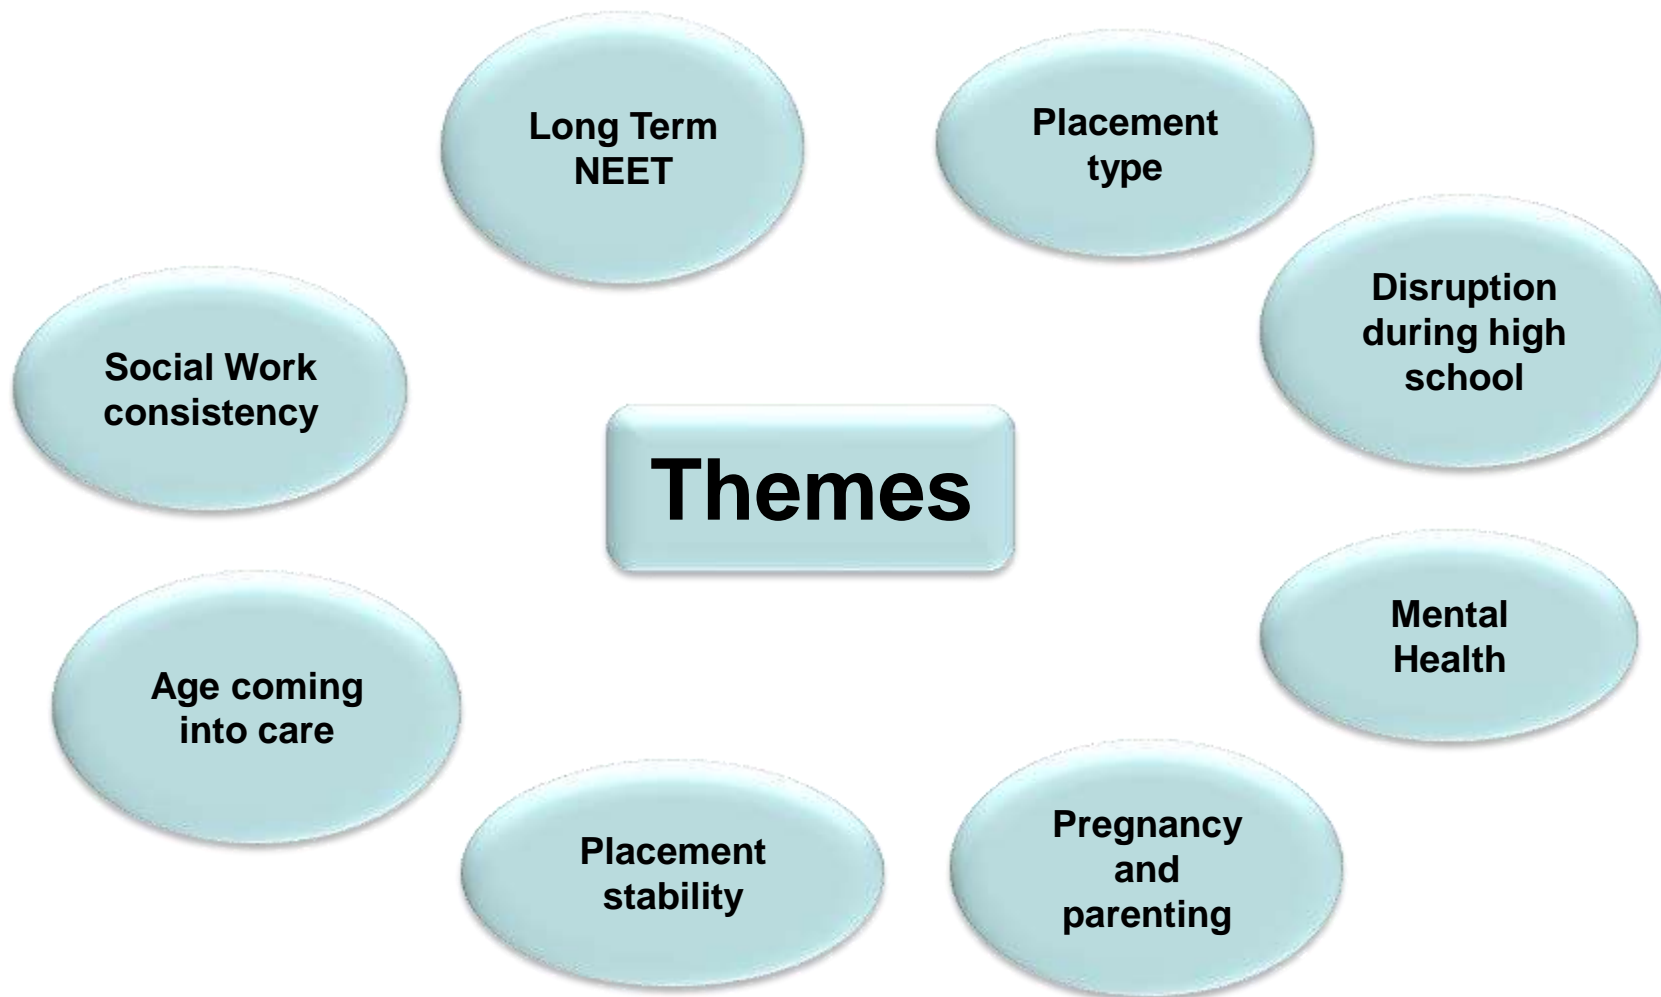 Long Term
NEET
Placement
type
Disruption
during high
school
Social Work
consistency
Themes
Mental
Health
Age coming
into care
Placement
stability
Pregnancy
and
parenting